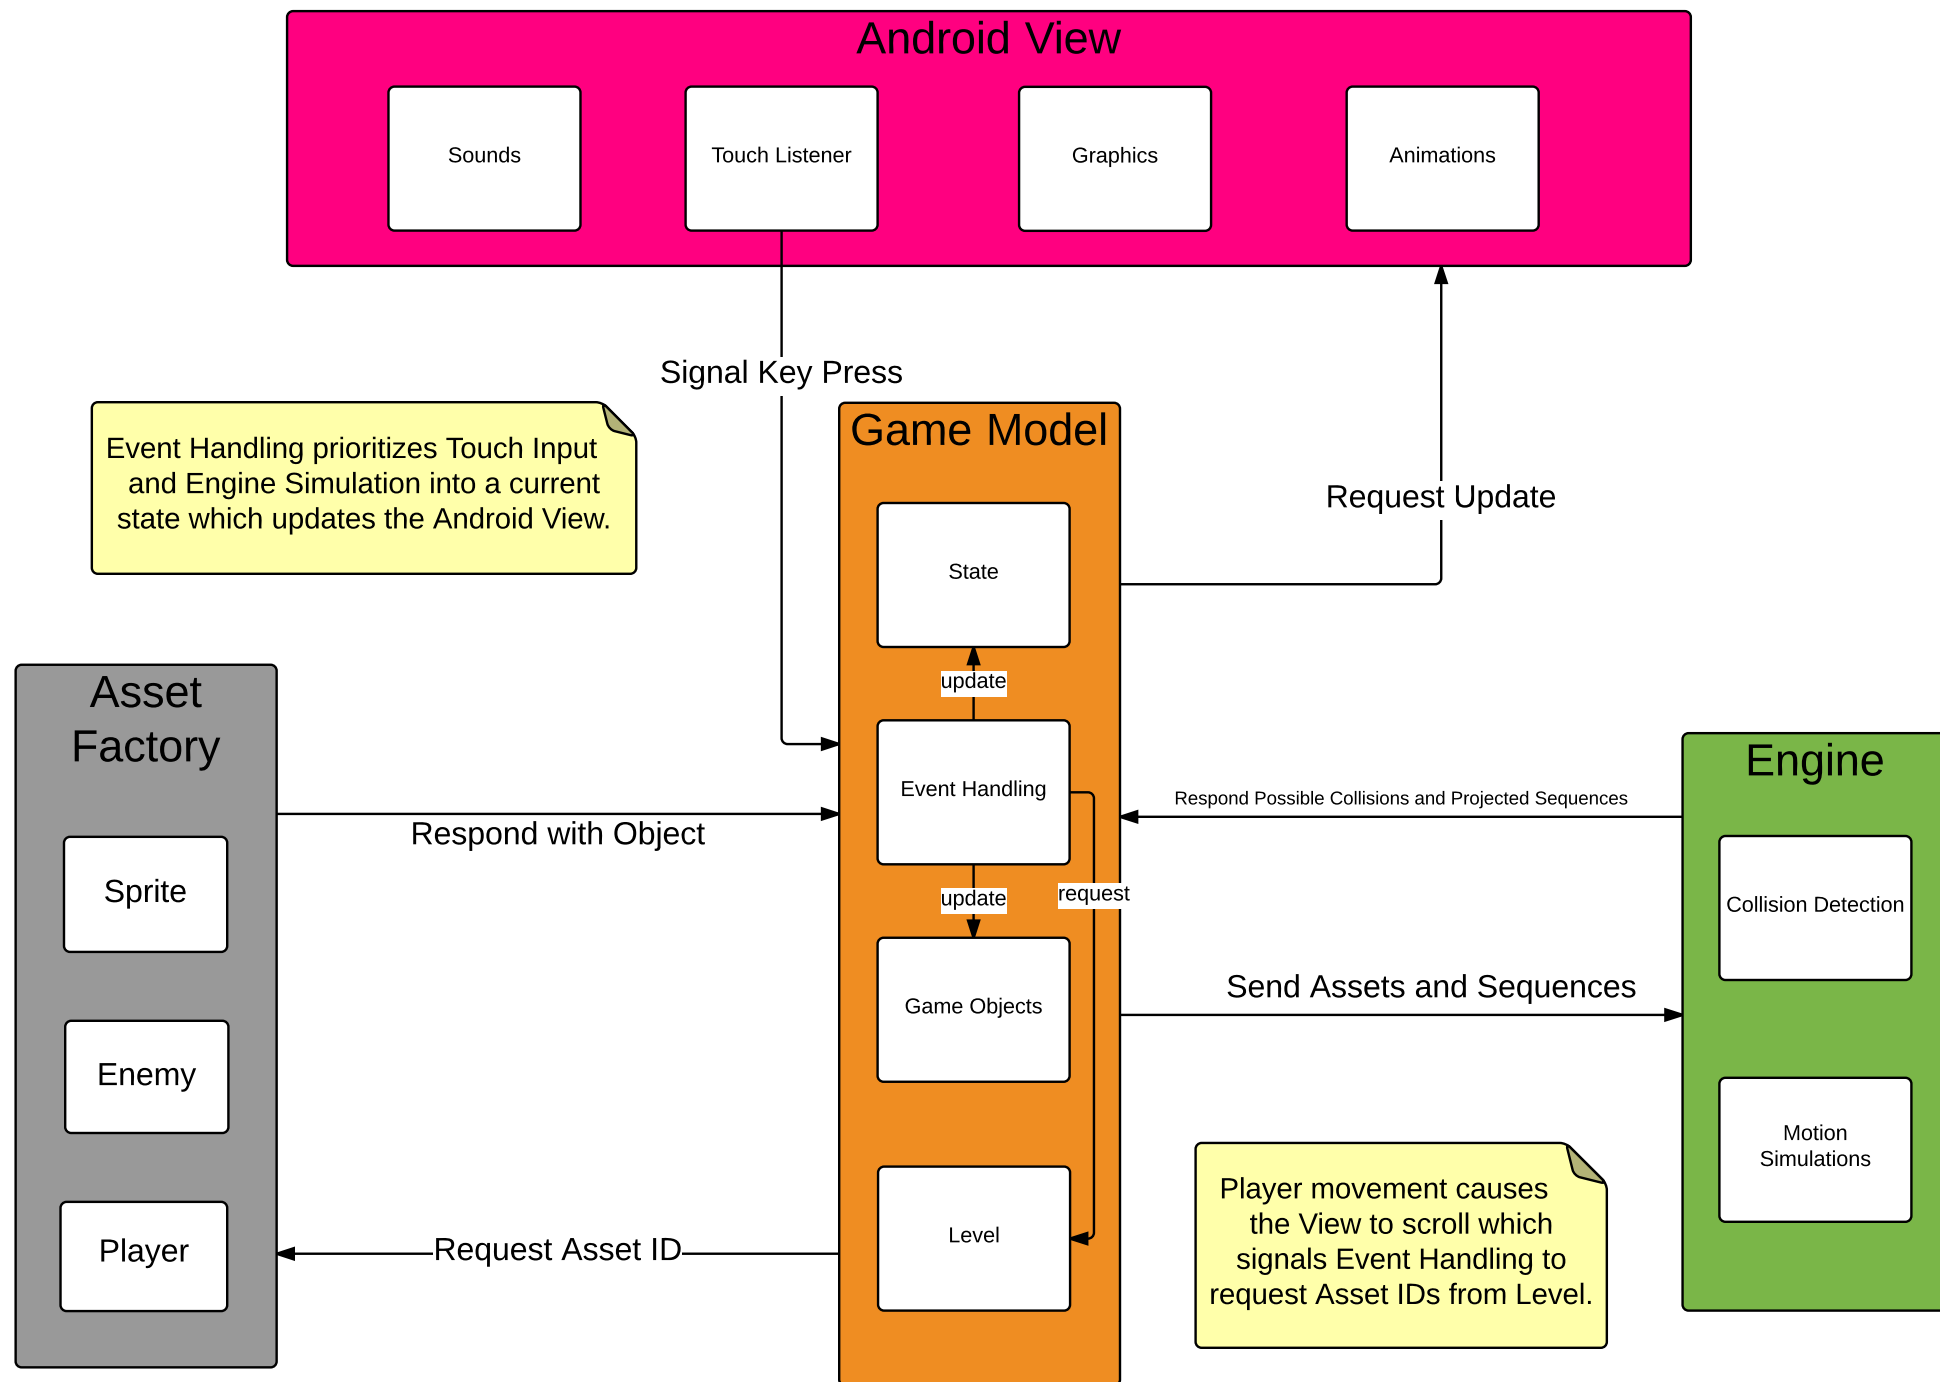 Android View
Sounds
Touch Listener
Graphics
Animations
Signal Key Press
Event Handling prioritizes Touch Input
and Engine Simulation into a current
state which updates the Android View.
Game Model
State
Request Update
update
Asset
Factory
Event Handling
Engine
Respond Possible Collisions and Projected Sequences
Respond with Object
Sprite
update
request
Collision Detection
Game Objects
Send Assets and Sequences
Enemy
Motion
Simulations
Player movement causes
the View to scroll which
signals Event Handling to
request Asset IDs from Level.
Level
Request Asset ID
Player